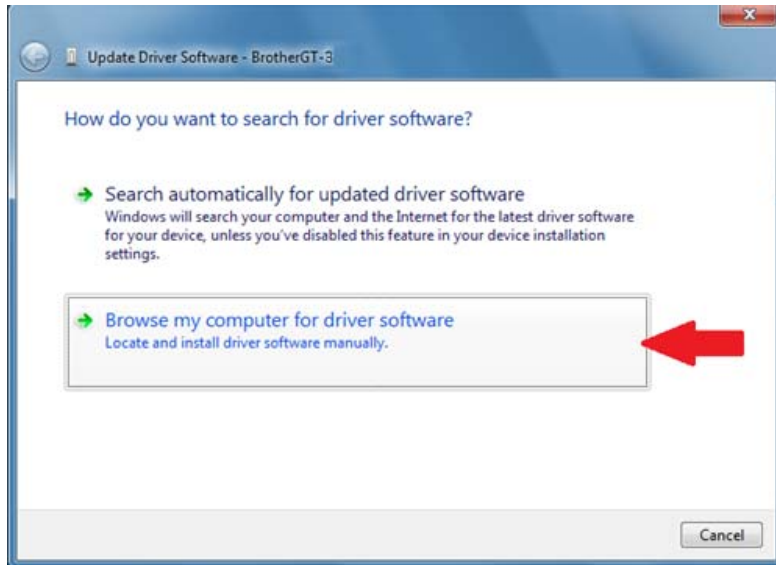 Update Driver Software - BrotherGT-3
How do you want to search for driver software?
Search automatically for updated driver software
Windows will search your computer and the Internet for the latest driver software
for your device, unless you've disabled this feature in your device installation
settings.
Browse my computer for driver software
Locate and install driver software manually.
Cancel